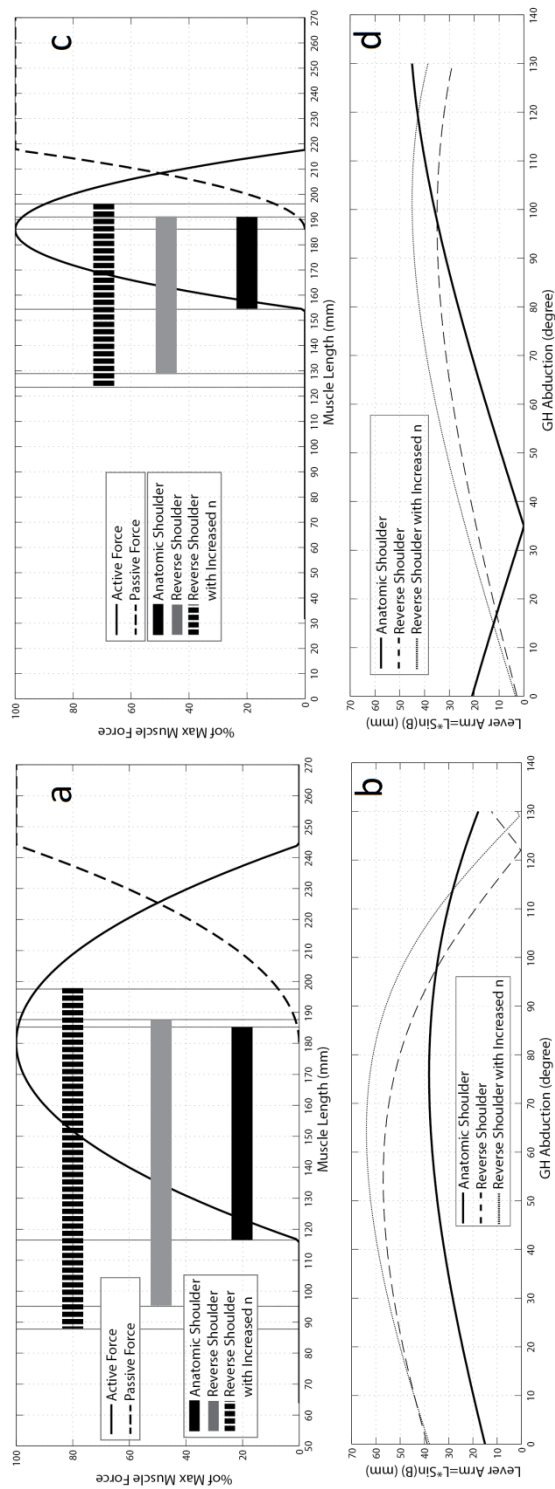 a
%of Max Muscle Force
100
80
60
40
20
0
Active Force
Passive Force
Anatomic Shoulder
Reverse Shoulder
Reverse Shoulder
with Increased n
50 60 70 80 90 100 110 120 130 140 150 160 170 180 190 200 210 220 230 240 250 260 270
Muscle Length (mm)
c
%of Max Muscle Force
100
80
60
40
20
0
Active Force
Passive Force
Anatomic Shoulder
Reverse Shoulder
Reverse Shoulder
with Increased n
0 10 20 30 40 50 60 70 80 90 100 110 120 130 140 150 160 170 180 190 200 210 220 230 240 250 260 270
Muscle Length (mm)
b
Lever Arm=L*Sin(B) (mm)
70
60
50
40
30
20
10
0
Anatomic Shoulder
Reverse Shoulder
Reverse Shoulder with Increased n
0 10 20 30 40 50 60 70 80 90 100 110 120 130 140
GH Abduction (degree)
d
Lever Arm=L*Sin(B) (mm)
70
60
50
40
30
20
10
0
Anatomic Shoulder
Reverse Shoulder
Reverse Shoulder with Increased n
0 10 20 30 40 50 60 70 80 90 100 110 120 130 140
GH Abduction (degree)